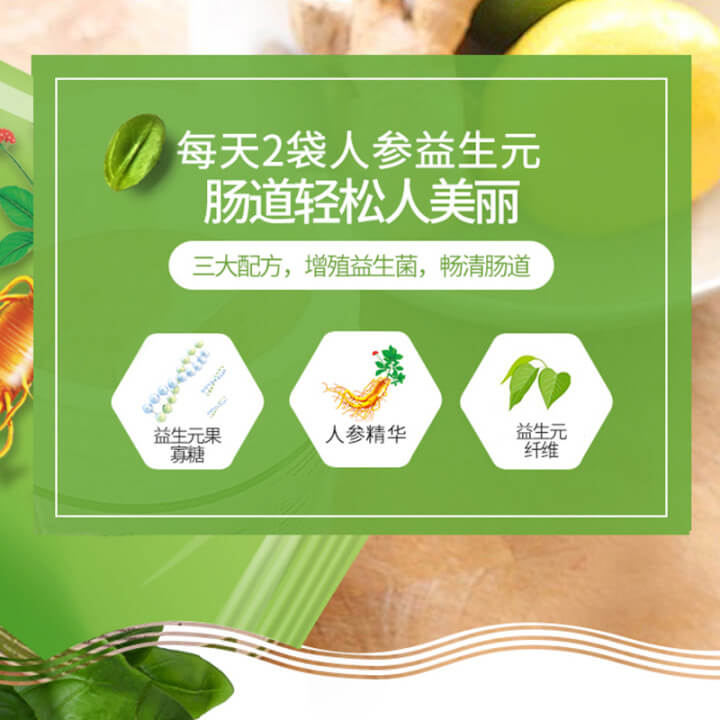 每天2袋人参益生元
肠道轻松人美丽
三大配方，增殖益生菌，畅清肠道
益生元果
寡糖
人参精华
益生元
纤维